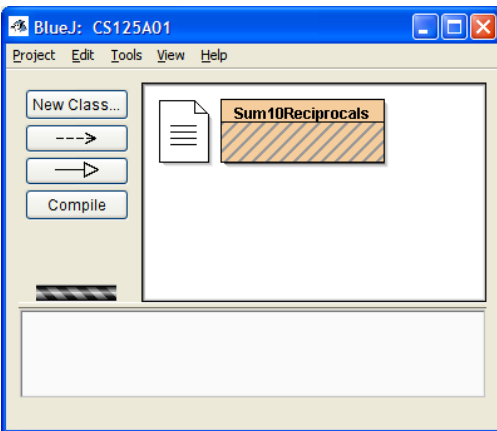 BlueJ: CS125A01
Project Edit Tools View Help
New Class...
Sum10Reciprocals
Compile